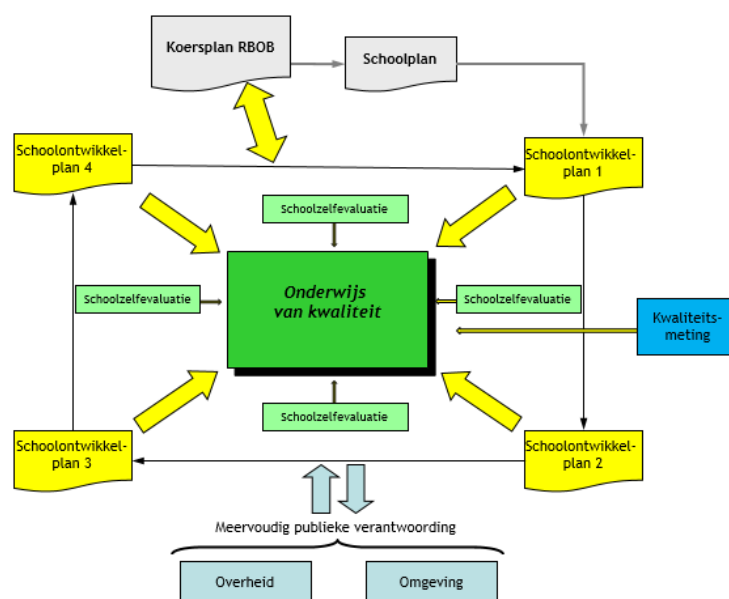 Koersplan RBOB
Schoolplan
Schoolontwikkel-
plan 4
Schoolontwikkel-
plan 1
Schoolzelfevaluatie
Onderwijs
van kwaliteit
Schoolzelfevaluatie
Schoolzelfevaluatie
Kwaliteits-
meting
Schoolzelfevaluatie
Schoolontwikkel-
plan 3
Schoolontwikkel-
plan 2
Meervoudig publieke verantwoording
Overheid
Omgeving